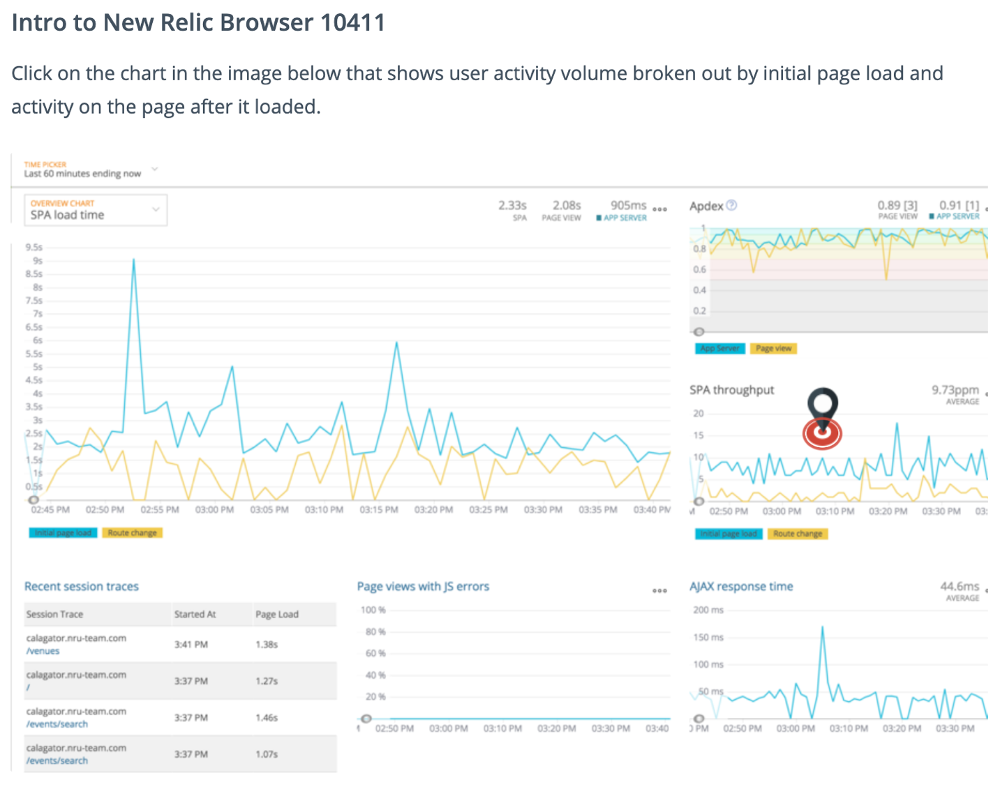 Intro to New Relic Browser 10411
Click on the chart in the image below that shows user activity volume broken out by initial page load and
activity on the page after it loaded.
TIME PICKER
Last 60 minutes ending now
OVERVIEW CHART
SPA load time
2.33s 2.08s 905ms
SPA PAGE VIEW APP SERVER
9.5s
9s
8.5s
8s
7.5s
7s
6.5s
6s
5.5s
5s
4.5s
4s
3.5s
3s
2.5s
2s
1.5s
1s
0.5s
02:45 PM 02:50 PM 02:55 PM 03:00 PM 03:05 PM 03:10 PM 03:15 PM 03:20 PM 03:25 PM 03:30 PM 03:35 PM 03:40 PM
Initial page load Route change
Apdex ?
0.89 [3] 0.91 [1]
PAGE VIEW APP SERVER
1
0.8
0.6
0.4
0.2
App Server Page view
SPA throughput 9.73ppm
AVERAGE
20
15
10
5
M 02:50 PM 03:00 PM 03:10 PM 03:20 PM 03:30 PM 03:
Initial page load Route change
Recent session traces
Session Trace Started At Page Load
calagator.nru-team.com
/venues
3:41 PM 1.38s
calagator.nru-team.com
/
3:37 PM 1.27s
calagator.nru-team.com
/events/search
3:37 PM 1.46s
calagator.nru-team.com
/events/search
3:37 PM 1.07s
Page views with JS errors
100 %
80 %
60 %
40 %
20 %
02:50 PM 03:00 PM 03:10 PM 03:20 PM 03:30 PM 03:40
AJAX response time 44.6ms
AVERAGE
200 ms
150 ms
100 ms
50 ms
PM 02:50 PM 03:00 PM 03:10 PM 03:20 PM 03:30 PM